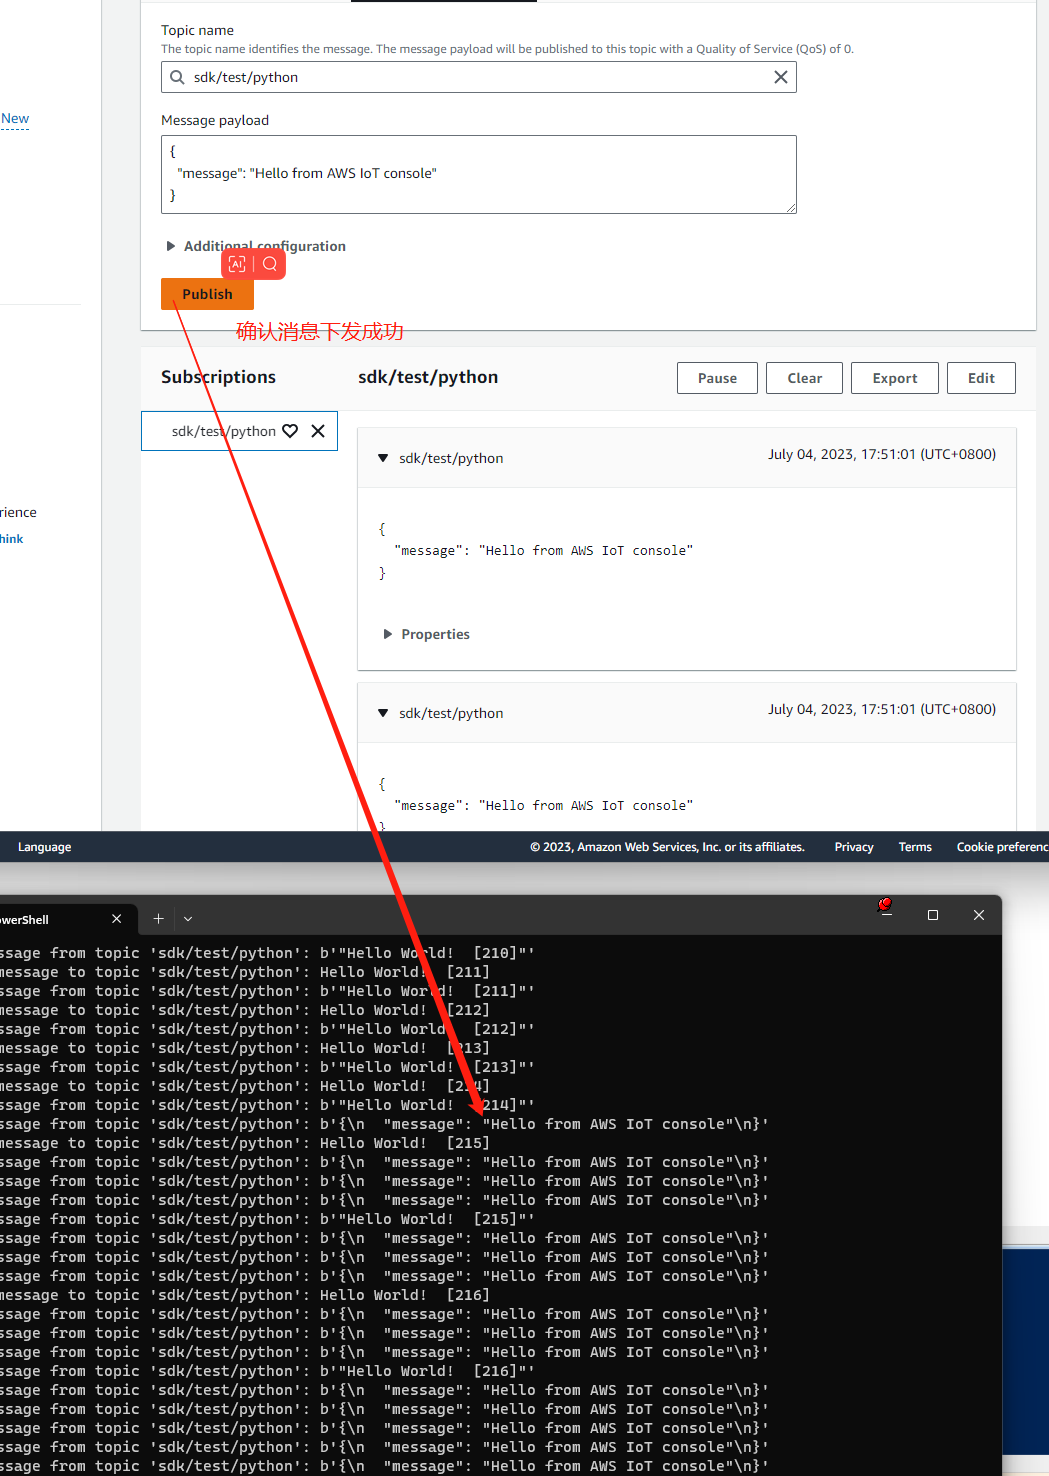 Topic name
The topic name identifies the message. The message payload will be published to this topic with a Quality of Service (QoS) of 0.
sdk/test/python
New
Message payload
{
"message": "Hello from AWS IoT console"
}
Additional configuration
AI
Publish
确认消息下发成功
Subscriptions
sdk/test/python
Pause
Clear
Export
Edit
sdk/test/python
sdk/test/python
July 04, 2023, 17:51:01 (UTC+0800)
rience
hink
{
"message": "Hello from AWS IoT console"
}
Properties
sdk/test/python
July 04, 2023, 17:51:01 (UTC+0800)
{
"message": "Hello from AWS IoT console"
}
Language
© 2023, Amazon Web Services, Inc. or its affiliates.
Privacy
Terms
Cookie preferenc
owerShell
ssage from topic 'sdk/test/python': b'"Hello World!  [210]"'
message to topic 'sdk/test/python': Hello World!  [211]
ssage from topic 'sdk/test/python': b'"Hello World!  [211]"'
message to topic 'sdk/test/python': Hello World!  [212]
ssage from topic 'sdk/test/python': b'"Hello World!  [212]"'
message to topic 'sdk/test/python': Hello World!  [213]
ssage from topic 'sdk/test/python': b'"Hello World!  [213]"'
message to topic 'sdk/test/python': Hello World!  [214]
ssage from topic 'sdk/test/python': b'"Hello World!  [214]"'
ssage from topic 'sdk/test/python': b'{\n  "message": "Hello from AWS IoT console"\n}'
message to topic 'sdk/test/python': Hello World!  [215]
ssage from topic 'sdk/test/python': b'{\n  "message": "Hello from AWS IoT console"\n}'
ssage from topic 'sdk/test/python': b'{\n  "message": "Hello from AWS IoT console"\n}'
ssage from topic 'sdk/test/python': b'{\n  "message": "Hello from AWS IoT console"\n}'
ssage from topic 'sdk/test/python': b'"Hello World!  [215]"'
ssage from topic 'sdk/test/python': b'{\n  "message": "Hello from AWS IoT console"\n}'
ssage from topic 'sdk/test/python': b'{\n  "message": "Hello from AWS IoT console"\n}'
ssage from topic 'sdk/test/python': b'{\n  "message": "Hello from AWS IoT console"\n}'
message to topic 'sdk/test/python': Hello World!  [216]
ssage from topic 'sdk/test/python': b'{\n  "message": "Hello from AWS IoT console"\n}'
ssage from topic 'sdk/test/python': b'{\n  "message": "Hello from AWS IoT console"\n}'
ssage from topic 'sdk/test/python': b'{\n  "message": "Hello from AWS IoT console"\n}'
ssage from topic 'sdk/test/python': b'"Hello World!  [216]"'
ssage from topic 'sdk/test/python': b'{\n  "message": "Hello from AWS IoT console"\n}'
ssage from topic 'sdk/test/python': b'{\n  "message": "Hello from AWS IoT console"\n}'
ssage from topic 'sdk/test/python': b'{\n  "message": "Hello from AWS IoT console"\n}'
ssage from topic 'sdk/test/python': b'{\n  "message": "Hello from AWS IoT console"\n}'
ssage from topic 'sdk/test/python': b'{\n  "message": "Hello from AWS IoT console"\n}'